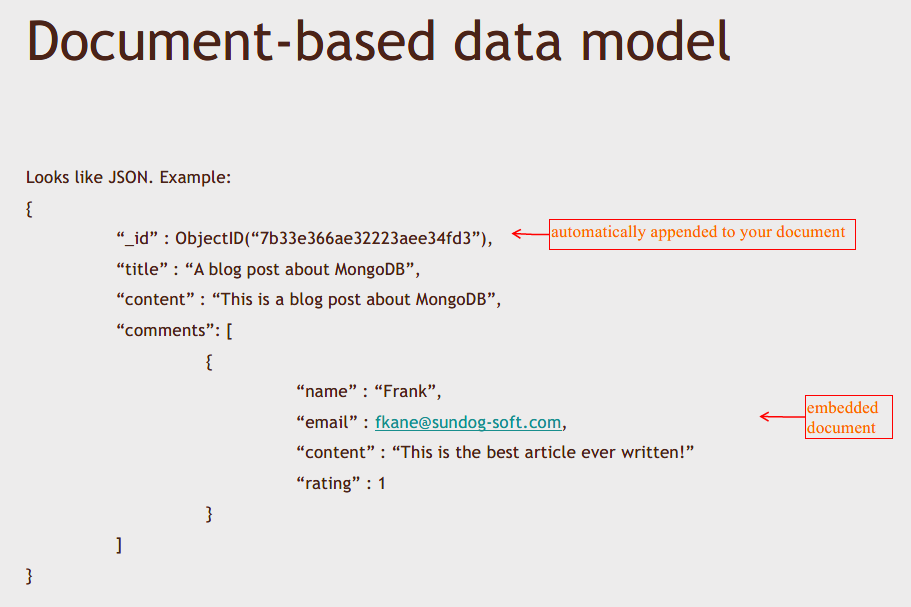 Document-based data model
Looks like JSON. Example:
{
“_id” : ObjectID(“7b33e366ae32223aee34fd3”),
automatically appended to your document
“title” : “A blog post about MongoDB”,
“content” : “This is a blog post about MongoDB”,
“comments”: [
{
“name” : “Frank”,
“email” : fkane@sundog-soft.com,
embedded
document
“content” : “This is the best article ever written!”
“rating” : 1
}
]
}